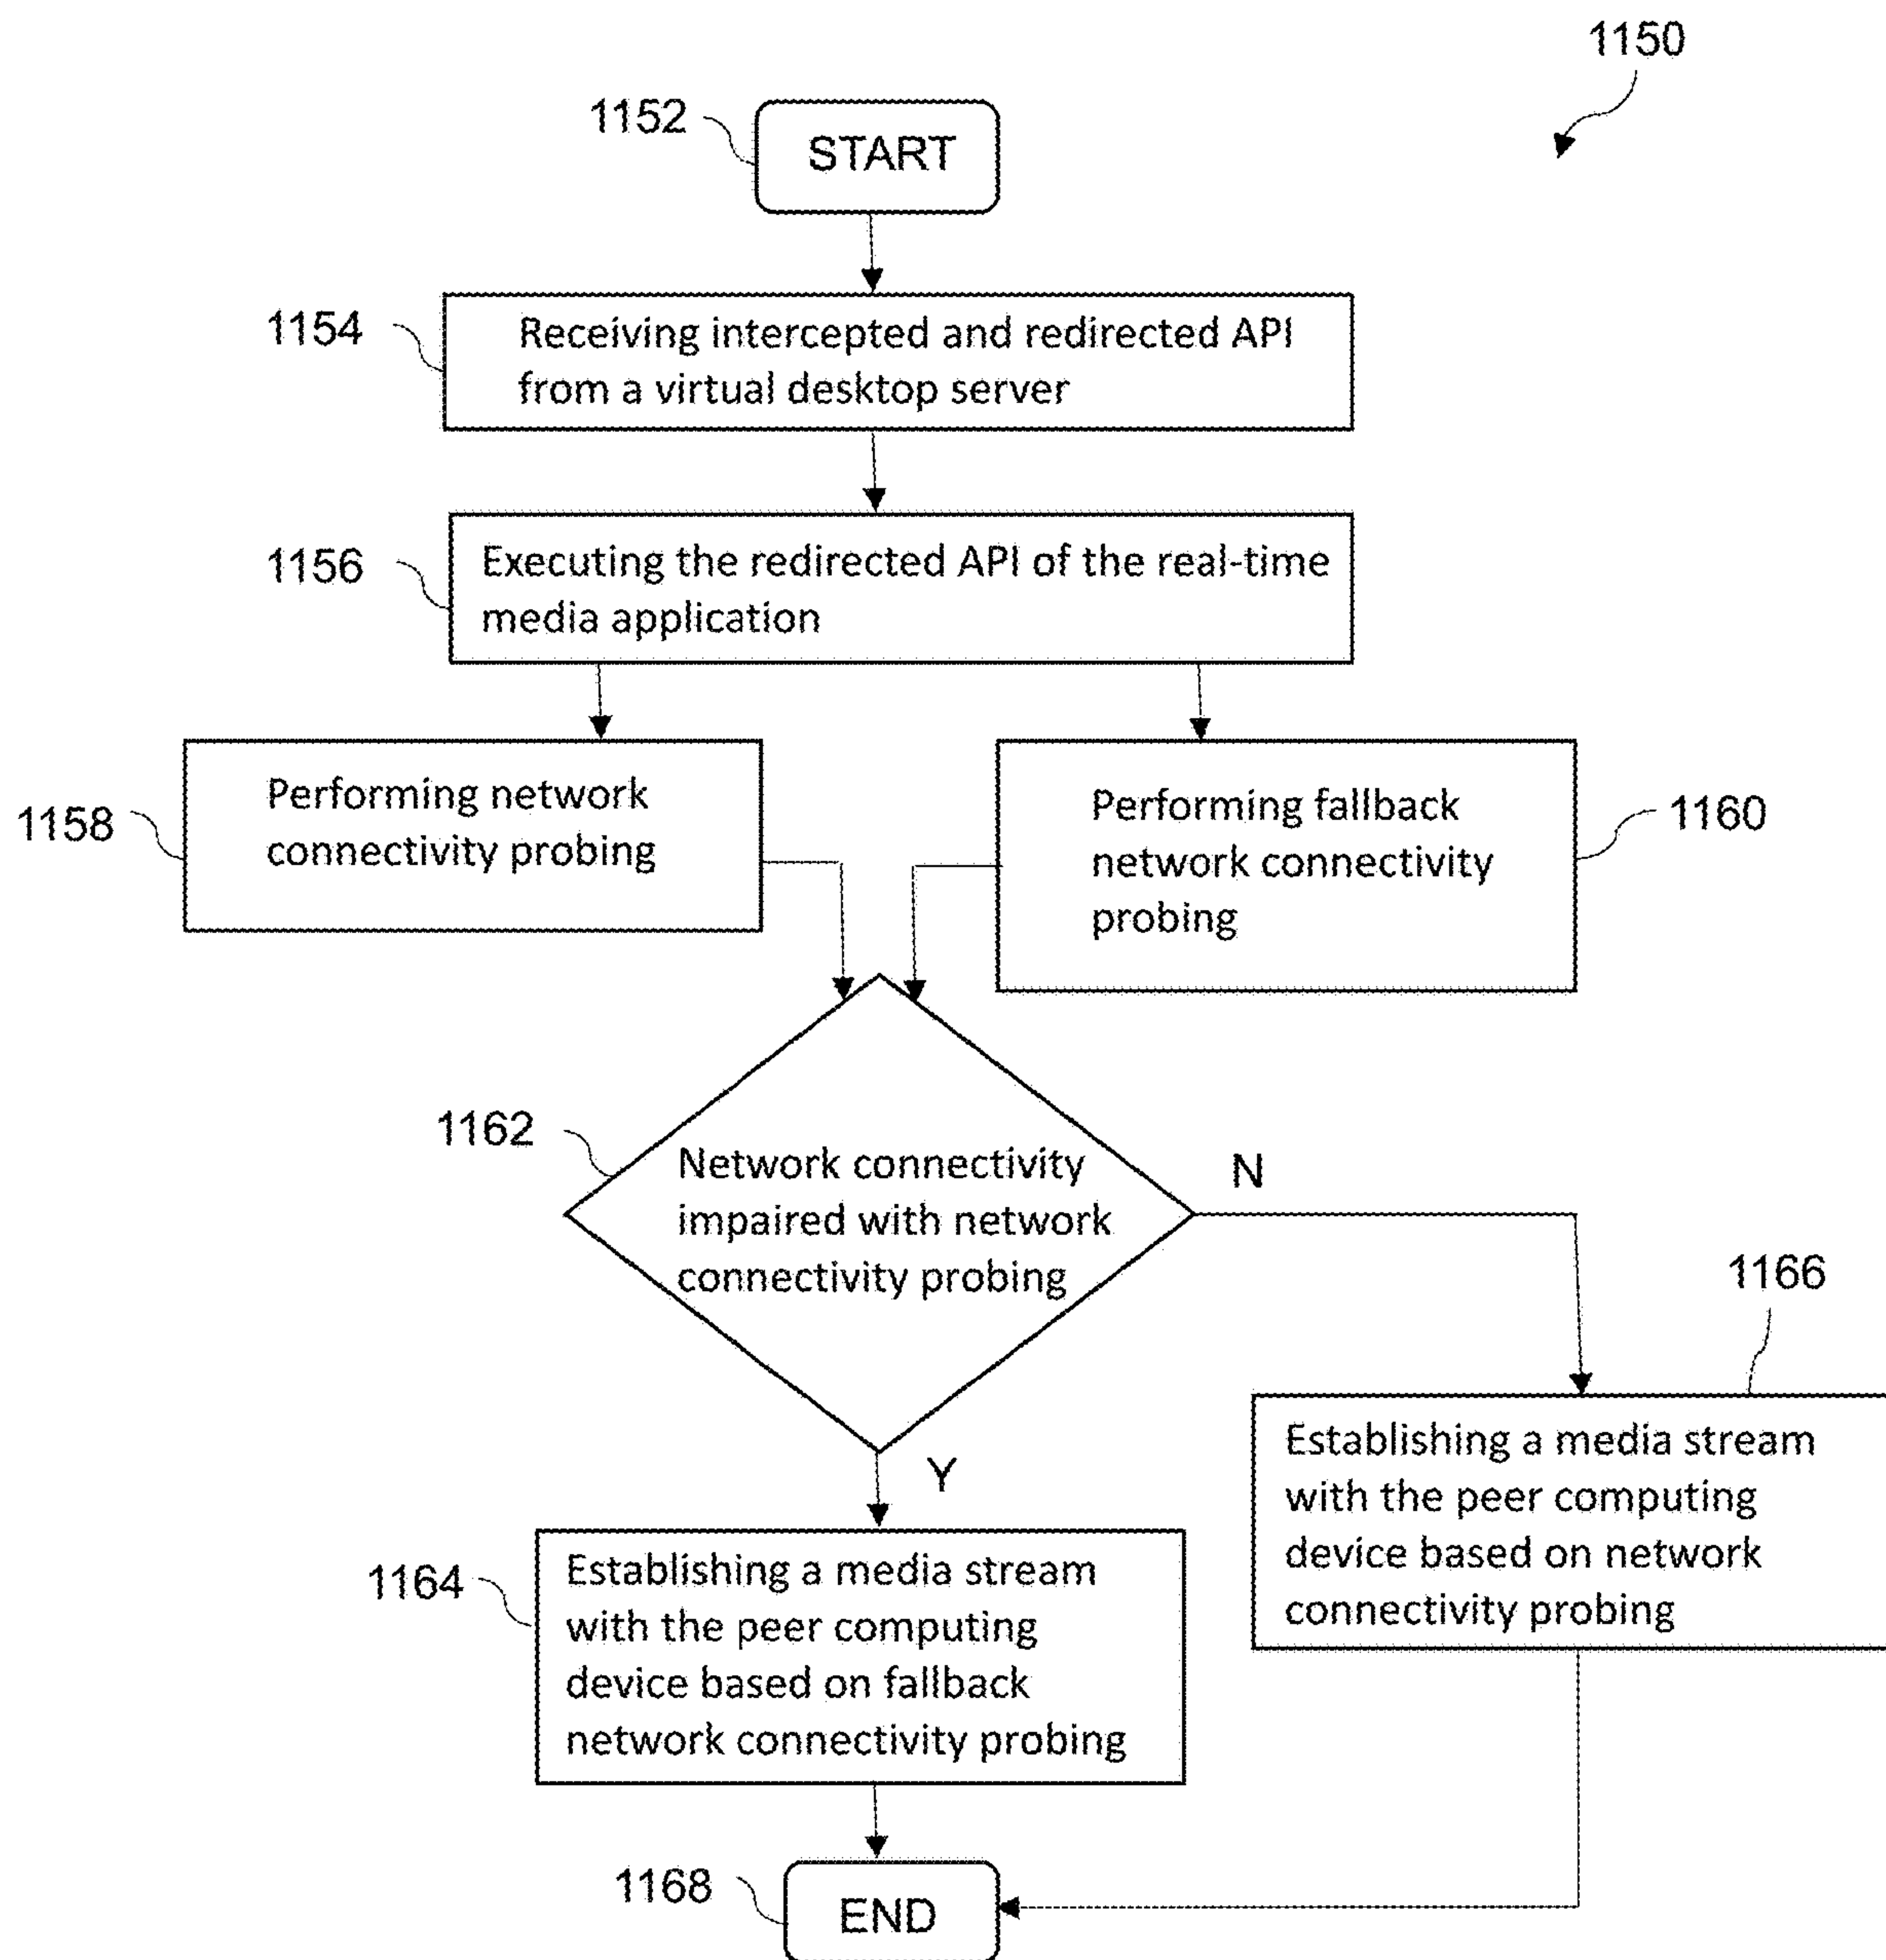 1150
1152
START
1154
Receiving intercepted and redirected API
from a virtual desktop server
1156
Executing the redirected API of the real-time
media application
1158
Performing network
connectivity probing
Performing fallback
network connectivity
probing
1160
1162
Network connectivity
impaired with network
connectivity probing
N
Y
1166
Establishing a media stream
with the peer computing
device based on network
connectivity probing
1164
Establishing a media stream
with the peer computing
device based on fallback
network connectivity probing
1168
END